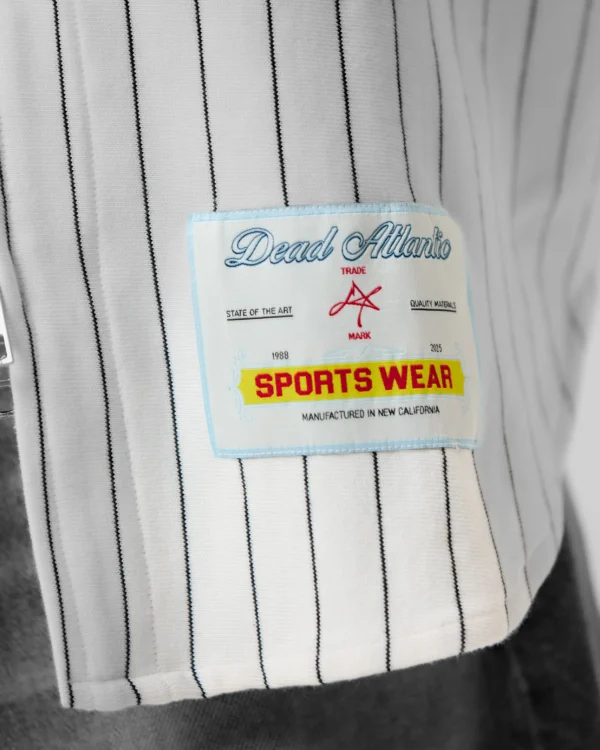 Dead Atlantic
TRADE
STATE OF THE ART
QUALITY MATERIALS
MARK
1988
2025
SPORTS WEAR
MANUFACTURED IN NEW CALIFORNIA